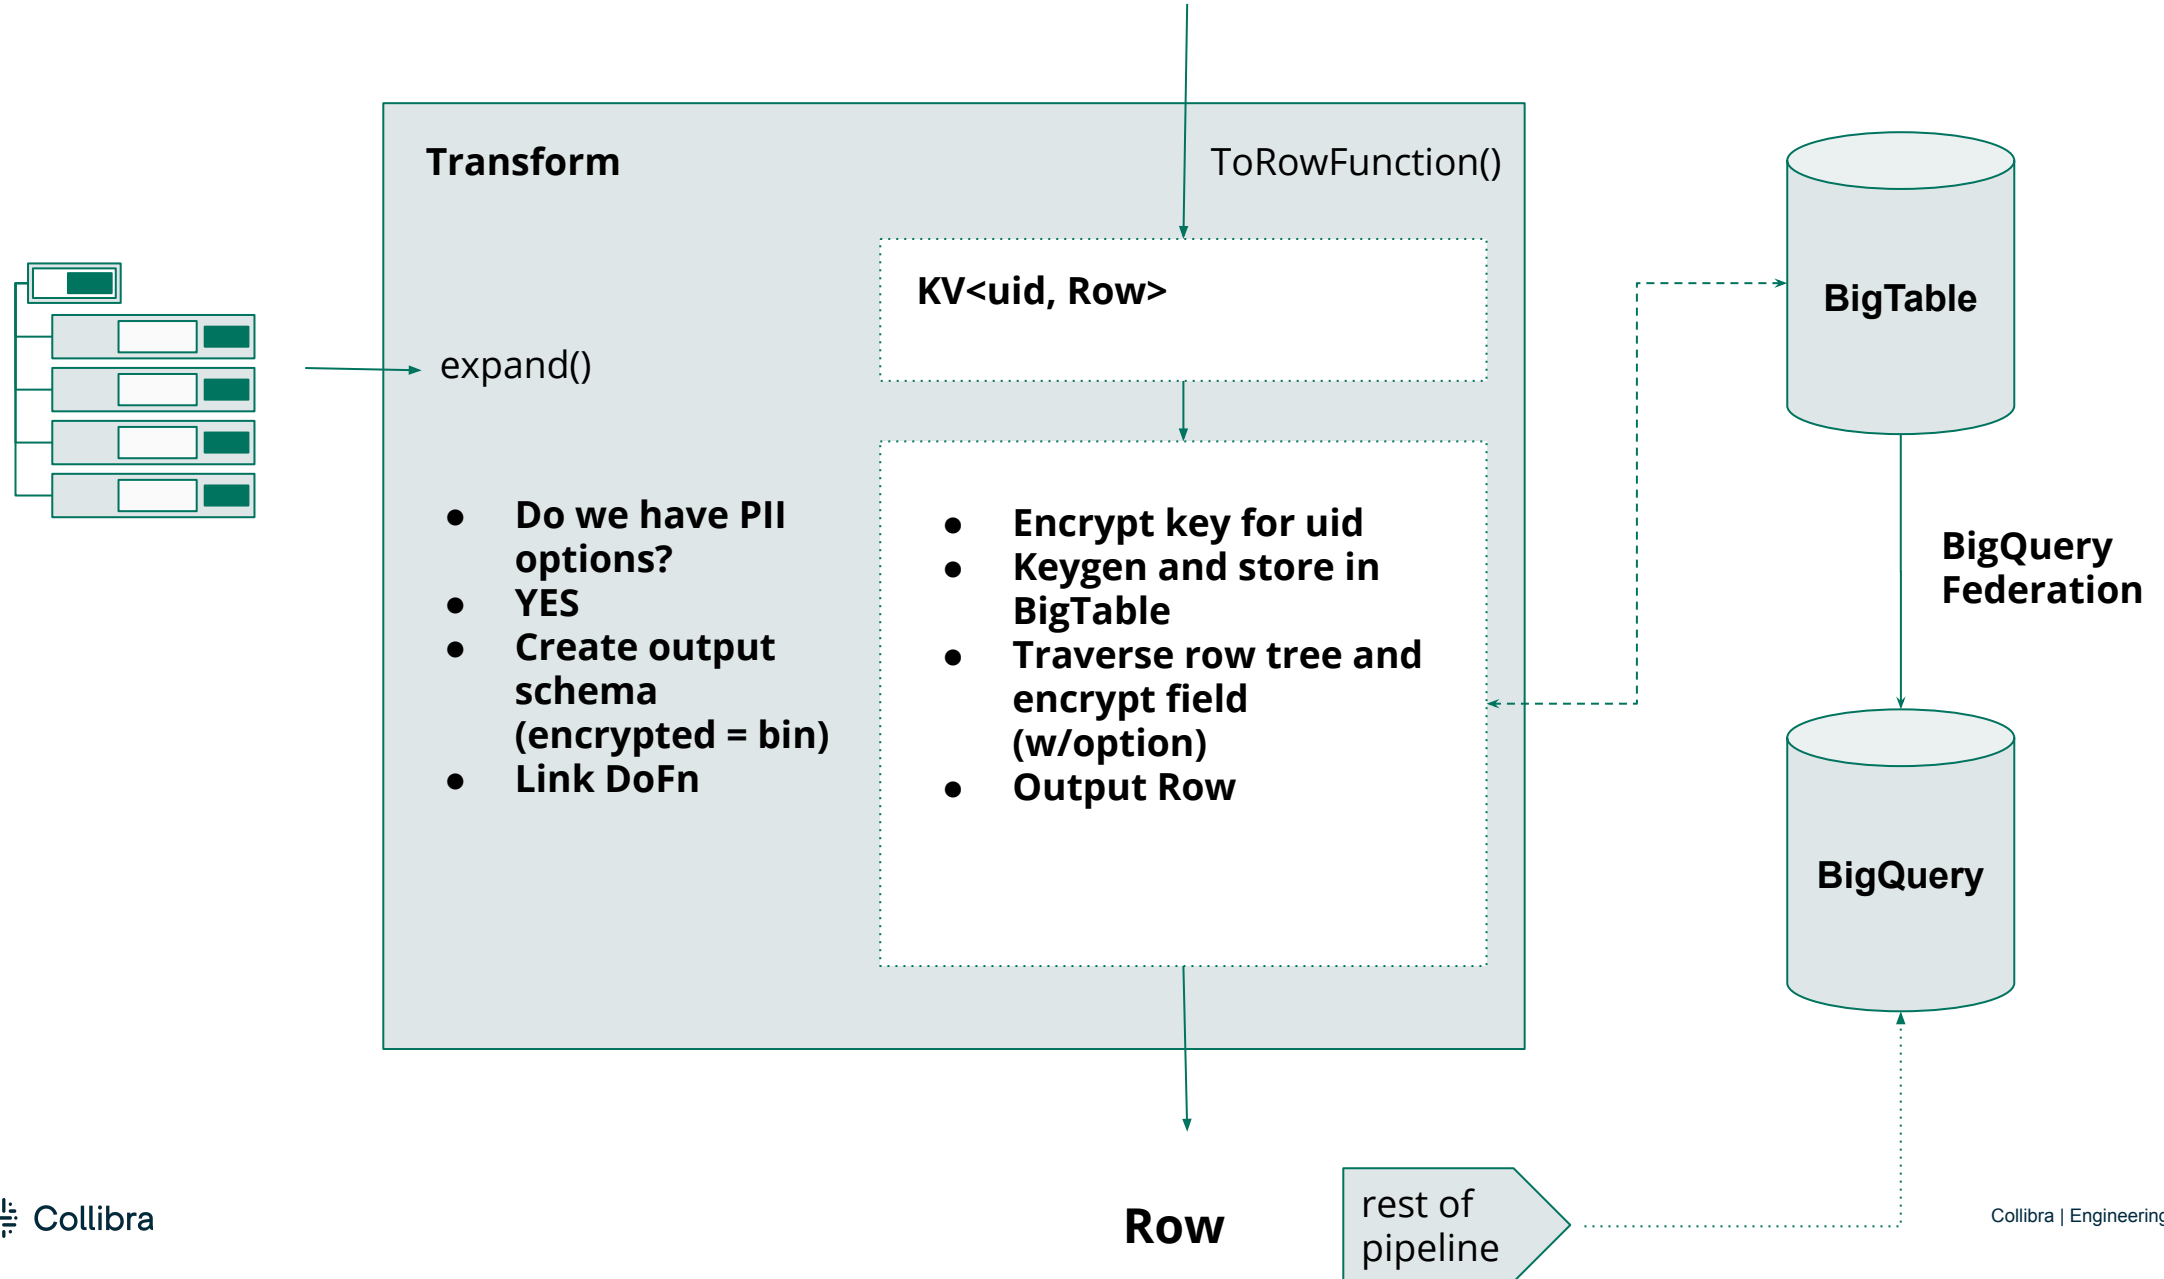 Transform
ToRowFunction()
KV<uid, Row>
expand()
● Do we have PII
options?
● YES
● Create output
schema
(encrypted = bin)
● Link DoFn
● Encrypt key for uid
● Keygen and store in
BigTable
● Traverse row tree and
encrypt field
(w/option)
● Output Row
BigTable
BigQuery
Federation
BigQuery
Row
rest of
pipeline
Collibra
Collibra | Engineering